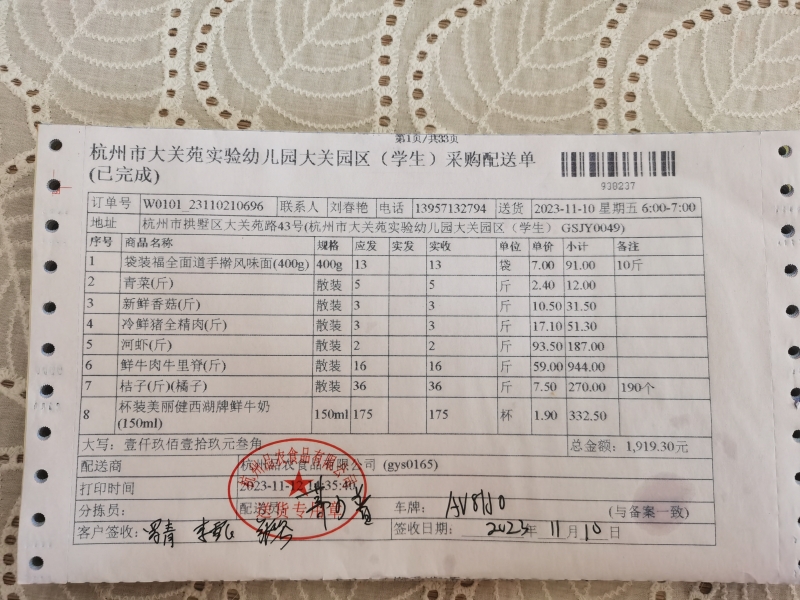 第1页/共33页
杭州市大关苑实验幼儿园大关园区（学生）采购配送单
(已完成)
938237
订单号 W0101_23110210696 联系人 刘春艳 电话 13957132794 送货 2023-11-10 星期五 6:00-7:00
地址 杭州市拱墅区大关苑路43号(杭州市大关苑实验幼儿园大关园区（学生） GSJY0049)
序号 商品名称 规格 应发 实发 实收 单位 单价 小计 备注
1 袋装福全面道手擀风味面(400g) 400g 13 13 袋 7.00 91.00 10斤
2 青菜(斤) 散装 5 5 斤 2.40 12.00
3 新鲜香菇(斤) 散装 3 3 斤 10.50 31.50
4 冷鲜猪全精肉(斤) 散装 3 3 斤 17.10 51.30
5 河虾(斤) 散装 2 2 斤 93.50 187.00
6 鲜牛肉牛里脊(斤) 散装 16 16 斤 59.00 944.00
7 桔子(斤)(橘子) 散装 36 36 斤 7.50 270.00 190个
8 杯装美丽健西湖牌鲜牛奶 150ml 175 175 杯 1.90 332.50
(150ml)
大写：壹仟玖佰壹拾玖元叁角 总金额：1,919.30元
配送商 杭州品农食品有限公司 (gys0165)
打印时间 2023-11-
分拣员： 配送员 车牌： (与备案一致)
客户签收： 签收日期： 2023年 11月 10日